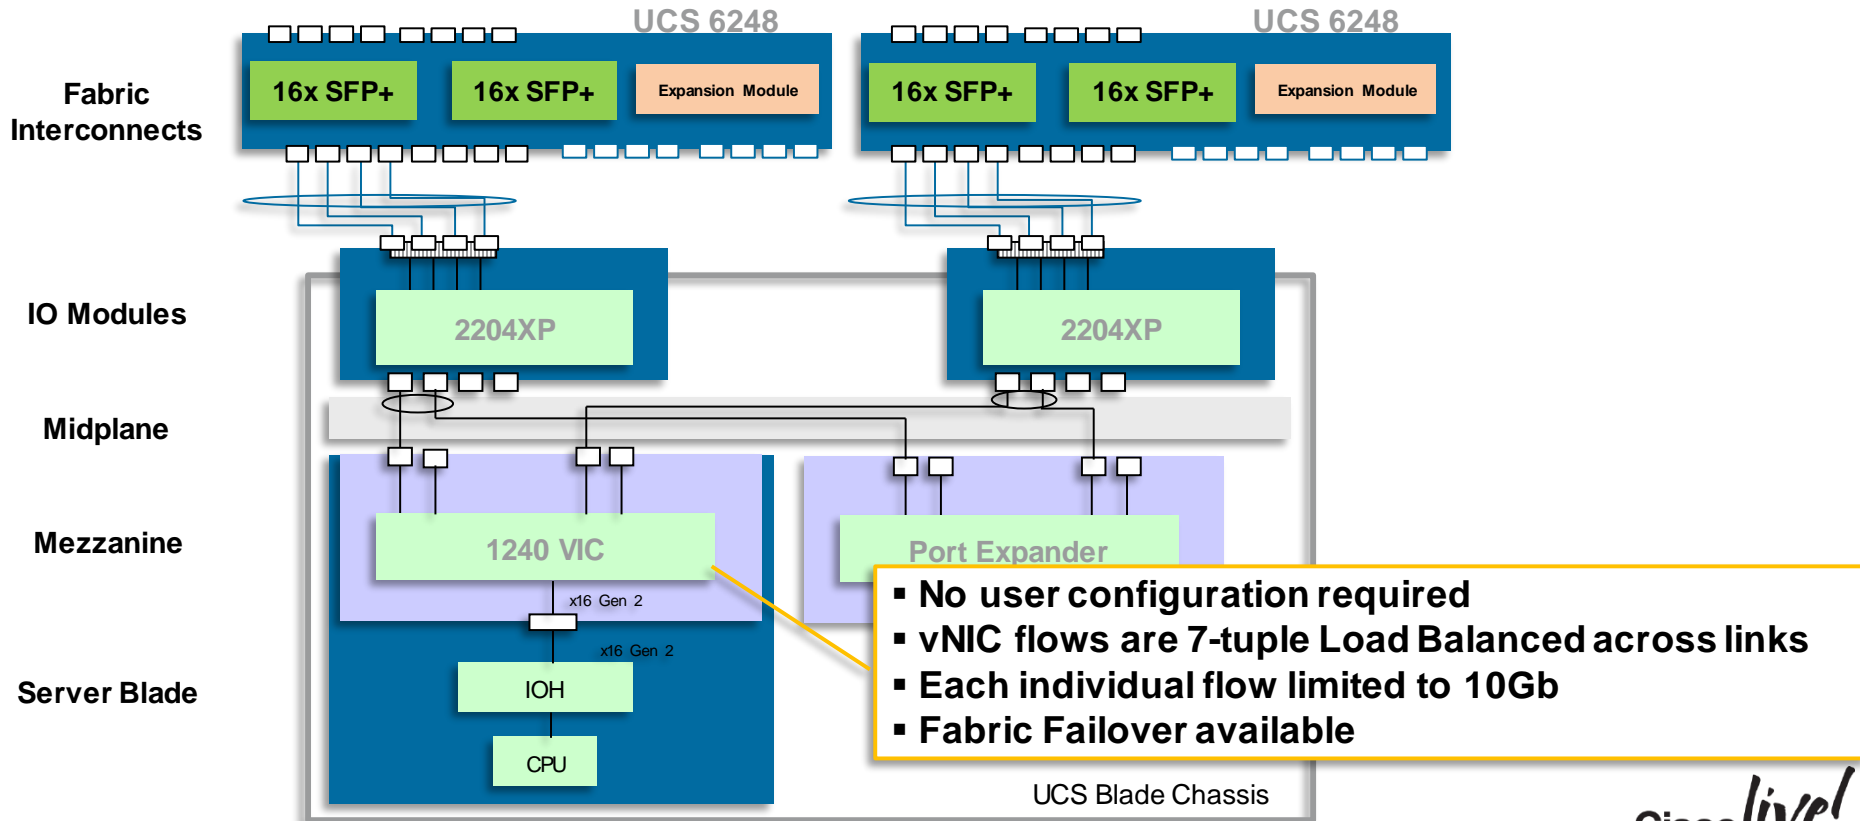 UCS 6248
UCS 6248
Fabric
Interconnects
16x SFP+
16x SFP+
Expansion Module
16x SFP+
16x SFP+
Expansion Module
IO Modules
2204XP
2204XP
Midplane
Mezzanine
1240 VIC
Port Expander
x16 Gen 2
x16 Gen 2
Server Blade
IOH
CPU
▪ No user configuration required
▪ vNIC flows are 7-tuple Load Balanced across links
▪ Each individual flow limited to 10Gb
▪ Fabric Failover available
UCS Blade Chassis
Cisco live!